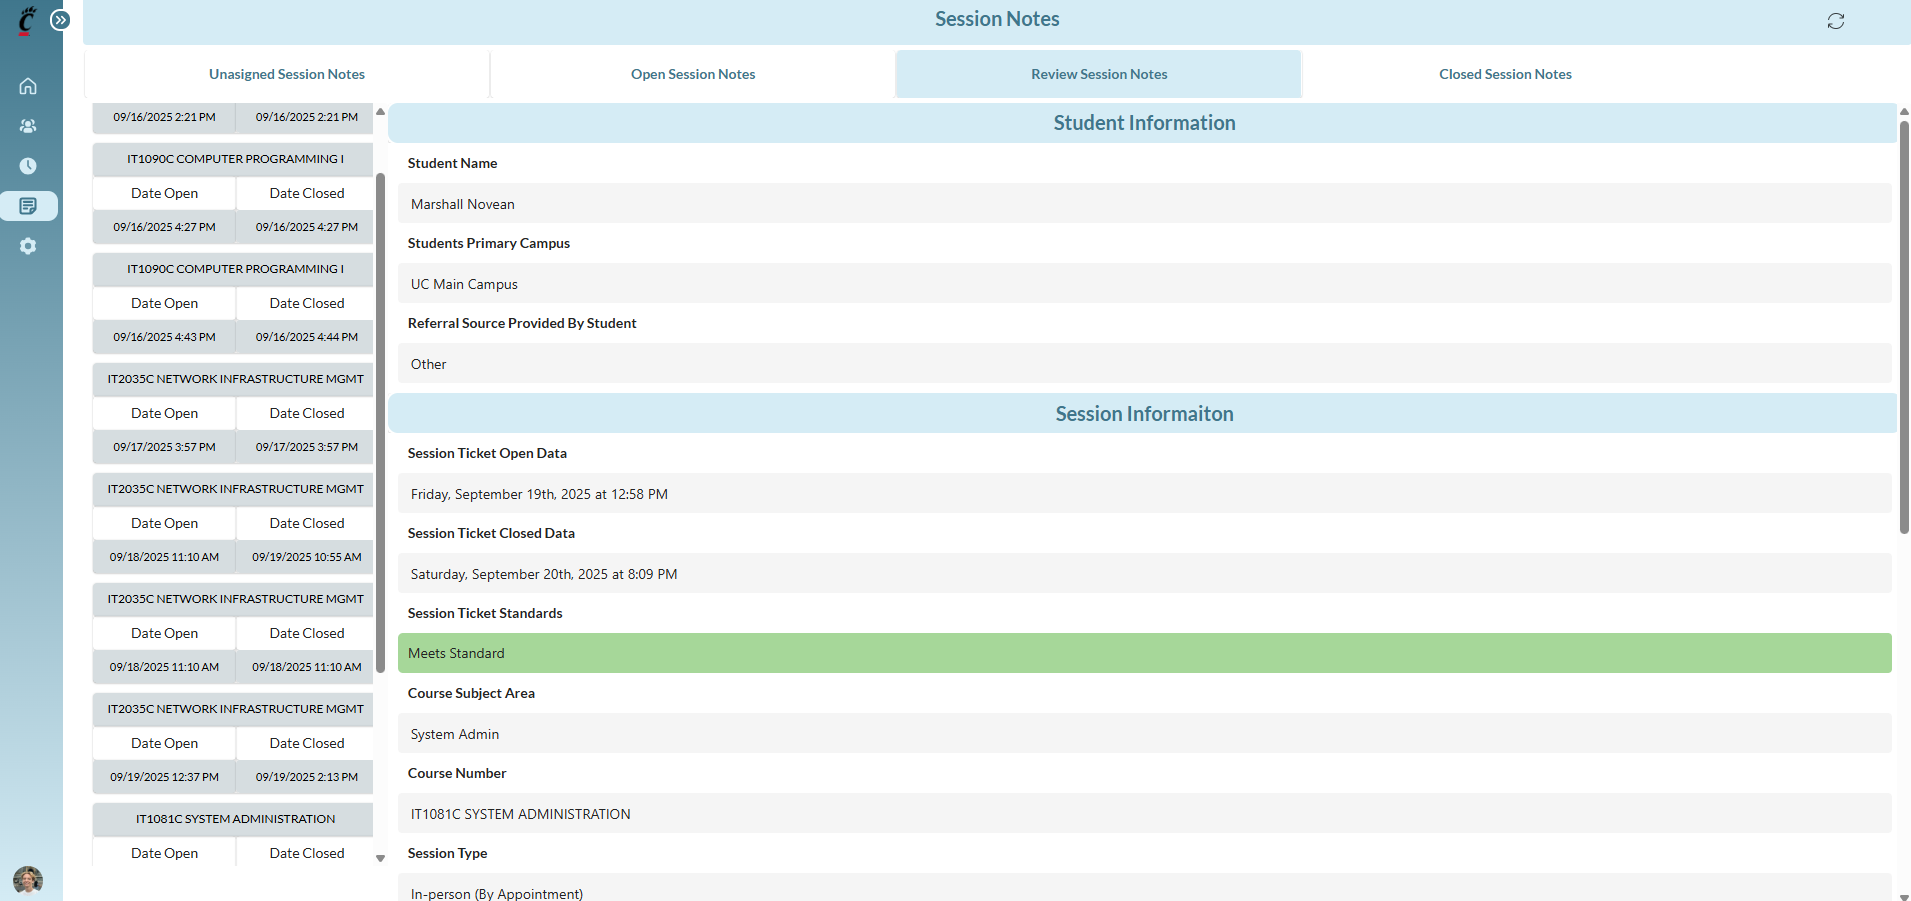 Session Notes
Unasigned Session Notes
Open Session Notes
Review Session Notes
Closed Session Notes
09/16/2025 2:21 PM 09/16/2025 2:21 PM
IT1090C COMPUTER PROGRAMMING I
Date Open Date Closed
09/16/2025 4:27 PM 09/16/2025 4:27 PM
IT1090C COMPUTER PROGRAMMING I
Date Open Date Closed
09/16/2025 4:43 PM 09/16/2025 4:44 PM
IT2035C NETWORK INFRASTRUCTURE MGMT
Date Open Date Closed
09/17/2025 3:57 PM 09/17/2025 3:57 PM
IT2035C NETWORK INFRASTRUCTURE MGMT
Date Open Date Closed
09/18/2025 11:10 AM 09/19/2025 10:55 AM
IT2035C NETWORK INFRASTRUCTURE MGMT
Date Open Date Closed
09/18/2025 11:10 AM 09/18/2025 11:10 AM
IT2035C NETWORK INFRASTRUCTURE MGMT
Date Open Date Closed
09/19/2025 12:37 PM 09/19/2025 2:13 PM
IT1081C SYSTEM ADMINISTRATION
Date Open Date Closed
Student Information
Student Name
Marshall Novean
Students Primary Campus
UC Main Campus
Referral Source Provided By Student
Other
Session Informaiton
Session Ticket Open Data
Friday, September 19th, 2025 at 12:58 PM
Session Ticket Closed Data
Saturday, September 20th, 2025 at 8:09 PM
Session Ticket Standards
Meets Standard
Course Subject Area
System Admin
Course Number
IT1081C SYSTEM ADMINISTRATION
Session Type
In-person (By Appointment)